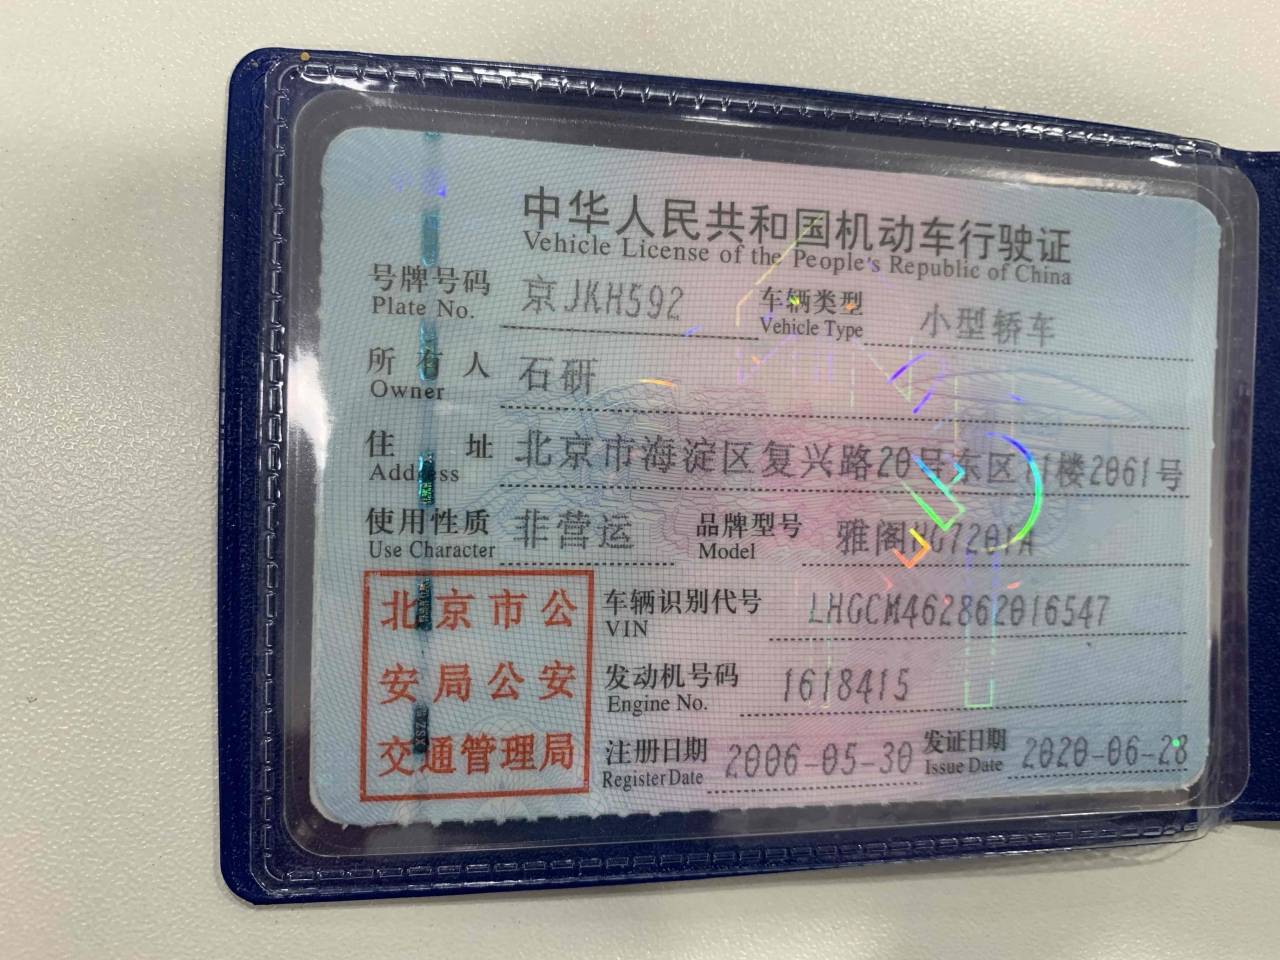 中华人民共和国机动车行驶证
Vehicle License of the People's Republic of China
号牌号码 京JKH592 车辆类型 小型轿车
Plate No. Vehicle Type
所有人 石研
Owner
住址 北京市海淀区复兴路20号东区 楼2061号
Address
使用性质 非营运 品牌型号 雅阁HG7201A
Use Character Model
北京市公
安局公安
交通管理局
车辆识别代号 LHGCM462862016547
VIN
发动机号码 1618415
Engine No.
注册日期 2006-05-30 发证日期 2020-06-28
Register Date Issue Date